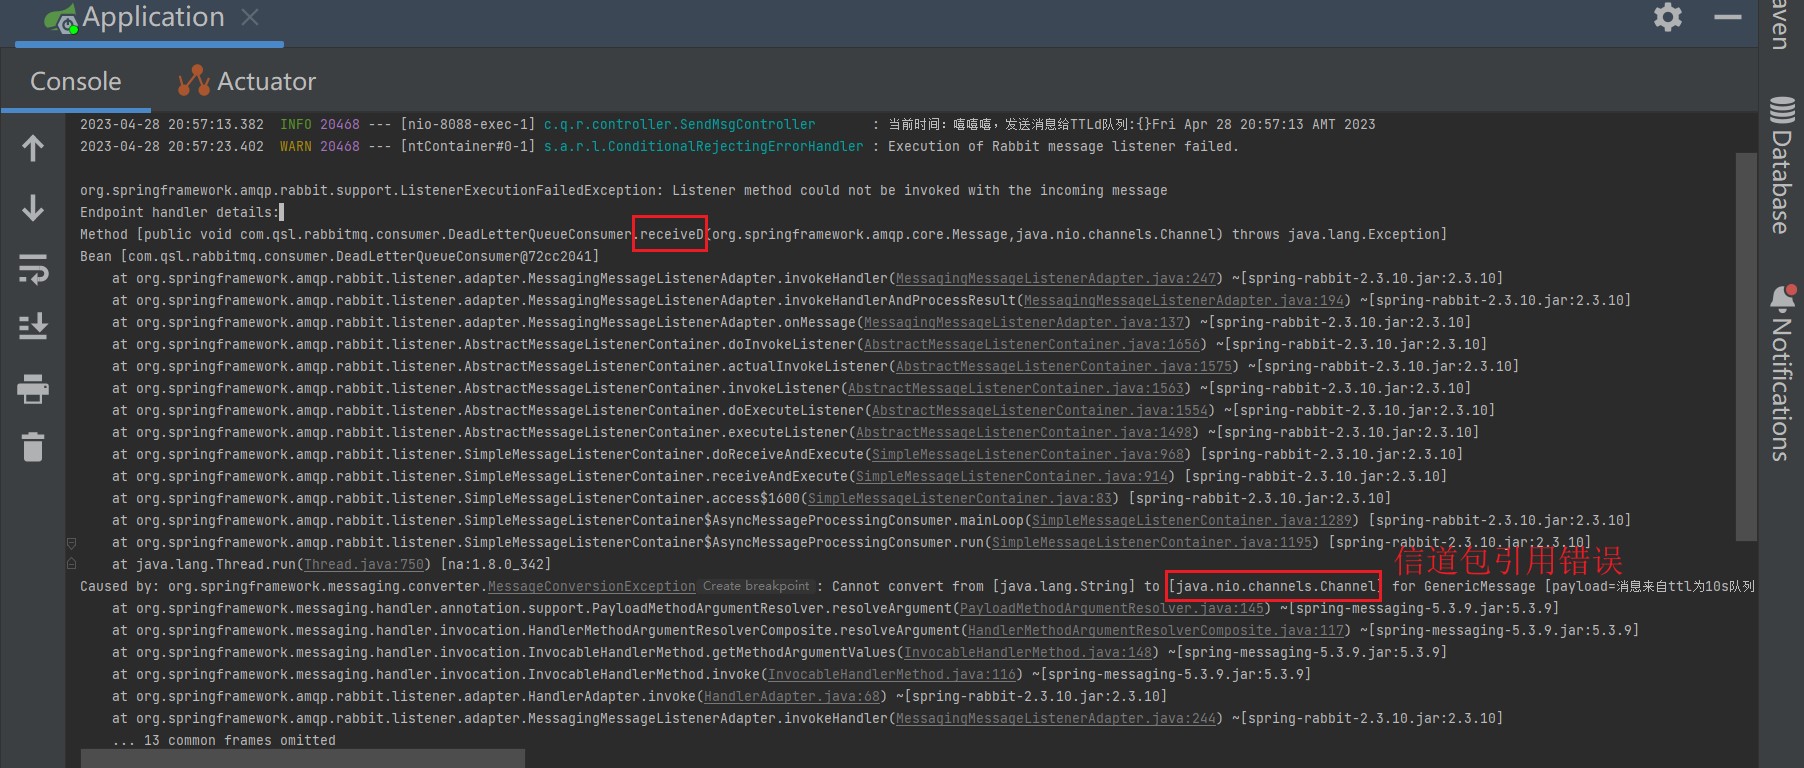 Application
Console
Actuator
2023-04-28 20:57:13.382 INFO 20468 --- [nio-8088-exec-1] c.q.r.controller.SendMsgController : 当前时间：嘻嘻嘻，发送消息给TTLd队列:{}Fri Apr 28 20:57:13 AMT 2023
2023-04-28 20:57:23.402 WARN 20468 --- [ntContainer#0-1] s.a.r.l.ConditionalRejectingErrorHandler : Execution of Rabbit message listener failed.
org.springframework.amqp.rabbit.support.ListenerExecutionFailedException: Listener method could not be invoked with the incoming message
Endpoint handler details:
Method [public void com.qsl.rabbitmq.consumer.DeadLetterQueueConsumer.receiveD(org.springframework.amqp.core.Message,java.nio.channels.Channel) throws java.lang.Exception]
Bean [com.qsl.rabbitmq.consumer.DeadLetterQueueConsumer@72cc2041]
at org.springframework.amqp.rabbit.listener.adapter.MessagingMessageListenerAdapter.invokeHandler(MessagingMessageListenerAdapter.java:247) ~[spring-rabbit-2.3.10.jar:2.3.10]
at org.springframework.amqp.rabbit.listener.adapter.MessagingMessageListenerAdapter.invokeHandlerAndProcessResult(MessagingMessageListenerAdapter.java:194) ~[spring-rabbit-2.3.10.jar:2.3.10]
at org.springframework.amqp.rabbit.listener.adapter.MessagingMessageListenerAdapter.onMessage(MessagingMessageListenerAdapter.java:137) ~[spring-rabbit-2.3.10.jar:2.3.10]
at org.springframework.amqp.rabbit.listener.AbstractMessageListenerContainer.doInvokeListener(AbstractMessageListenerContainer.java:1656) ~[spring-rabbit-2.3.10.jar:2.3.10]
at org.springframework.amqp.rabbit.listener.AbstractMessageListenerContainer.actualInvokeListener(AbstractMessageListenerContainer.java:1575) ~[spring-rabbit-2.3.10.jar:2.3.10]
at org.springframework.amqp.rabbit.listener.AbstractMessageListenerContainer.invokeListener(AbstractMessageListenerContainer.java:1563) ~[spring-rabbit-2.3.10.jar:2.3.10]
at org.springframework.amqp.rabbit.listener.AbstractMessageListenerContainer.doExecuteListener(AbstractMessageListenerContainer.java:1554) ~[spring-rabbit-2.3.10.jar:2.3.10]
at org.springframework.amqp.rabbit.listener.AbstractMessageListenerContainer.executeListener(AbstractMessageListenerContainer.java:1498) ~[spring-rabbit-2.3.10.jar:2.3.10]
at org.springframework.amqp.rabbit.listener.SimpleMessageListenerContainer.doReceiveAndExecute(SimpleMessageListenerContainer.java:968) [spring-rabbit-2.3.10.jar:2.3.10]
at org.springframework.amqp.rabbit.listener.SimpleMessageListenerContainer.receiveAndExecute(SimpleMessageListenerContainer.java:914) [spring-rabbit-2.3.10.jar:2.3.10]
at org.springframework.amqp.rabbit.listener.SimpleMessageListenerContainer.access$1600(SimpleMessageListenerContainer.java:83) [spring-rabbit-2.3.10.jar:2.3.10]
at org.springframework.amqp.rabbit.listener.SimpleMessageListenerContainer$AsyncMessageProcessingConsumer.mainLoop(SimpleMessageListenerContainer.java:1289) [spring-rabbit-2.3.10.jar:2.3.10]
at org.springframework.amqp.rabbit.listener.SimpleMessageListenerContainer$AsyncMessageProcessingConsumer.run(SimpleMessageListenerContainer.java:1195) [spring-rabbit-2.3.10.jar:2.3.10]
at java.lang.Thread.run(Thread.java:750) [na:1.8.0_342]
信道包引用错误
Caused by: org.springframework.messaging.converter.MessageConversionException Create breakpoint : Cannot convert from [java.lang.String] to [java.nio.channels.Channel] for GenericMessage [payload=消息来自ttl为10s队列
at org.springframework.messaging.handler.annotation.support.PayloadMethodArgumentResolver.resolveArgument(PayloadMethodArgumentResolver.java:145) ~[spring-messaging-5.3.9.jar:5.3.9]
at org.springframework.messaging.handler.invocation.HandlerMethodArgumentResolverComposite.resolveArgument(HandlerMethodArgumentResolverComposite.java:117) ~[spring-messaging-5.3.9.jar:5.3.9]
at org.springframework.messaging.handler.invocation.InvocableHandlerMethod.getMethodArgumentValues(InvocableHandlerMethod.java:148) ~[spring-messaging-5.3.9.jar:5.3.9]
at org.springframework.messaging.handler.invocation.InvocableHandlerMethod.invoke(InvocableHandlerMethod.java:116) ~[spring-messaging-5.3.9.jar:5.3.9]
at org.springframework.amqp.rabbit.listener.adapter.HandlerAdapter.invoke(HandlerAdapter.java:68) ~[spring-rabbit-2.3.10.jar:2.3.10]
at org.springframework.amqp.rabbit.listener.adapter.MessagingMessageListenerAdapter.invokeHandler(MessagingMessageListenerAdapter.java:244) ~[spring-rabbit-2.3.10.jar:2.3.10]
... 13 common frames omitted
aven
Database
Notifications